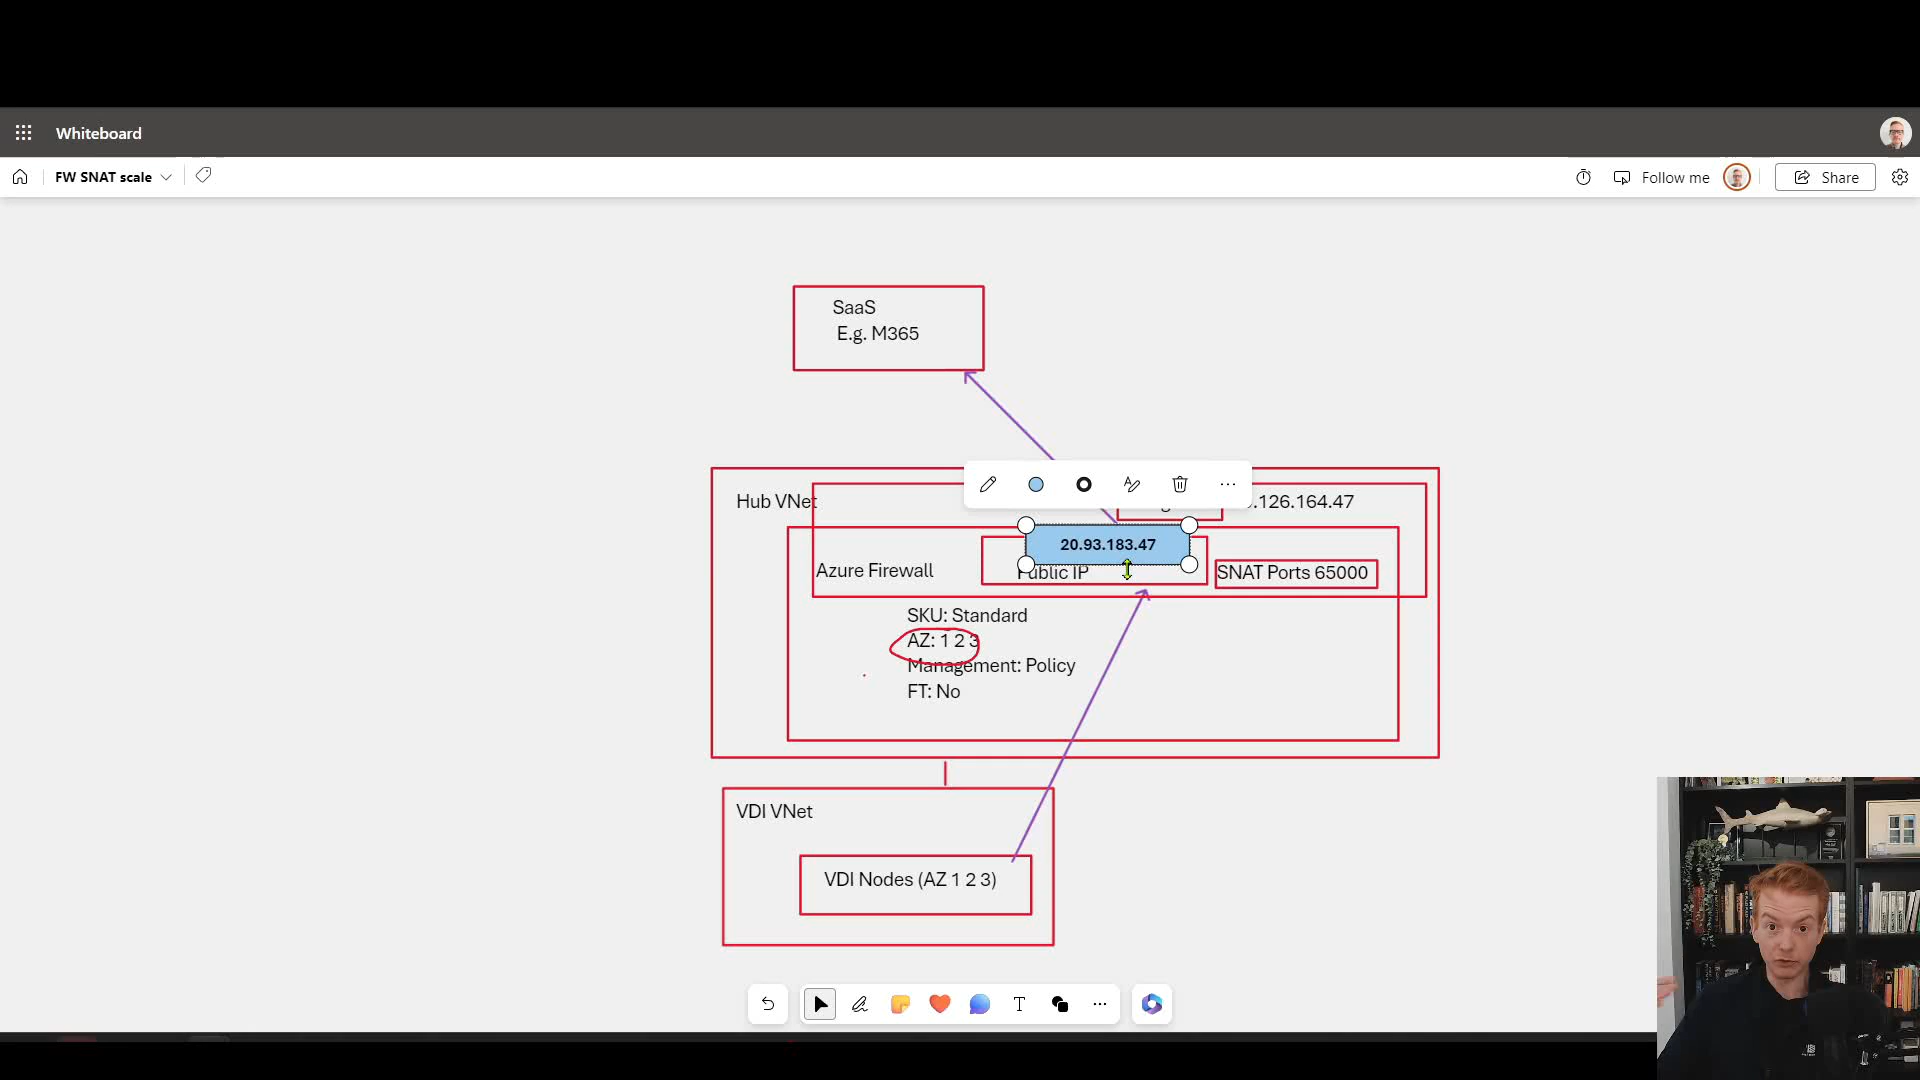 Whiteboard
FW SNAT scale
Follow me
Share
SaaS
E.g. M365
Hub VNet
.126.164.47
20.93.183.47
Azure Firewall
Public IP
SNAT Ports 65000
SKU: Standard
AZ: 1 2 3
Management: Policy
FT: No
VDI VNet
VDI Nodes (AZ 1 2 3)